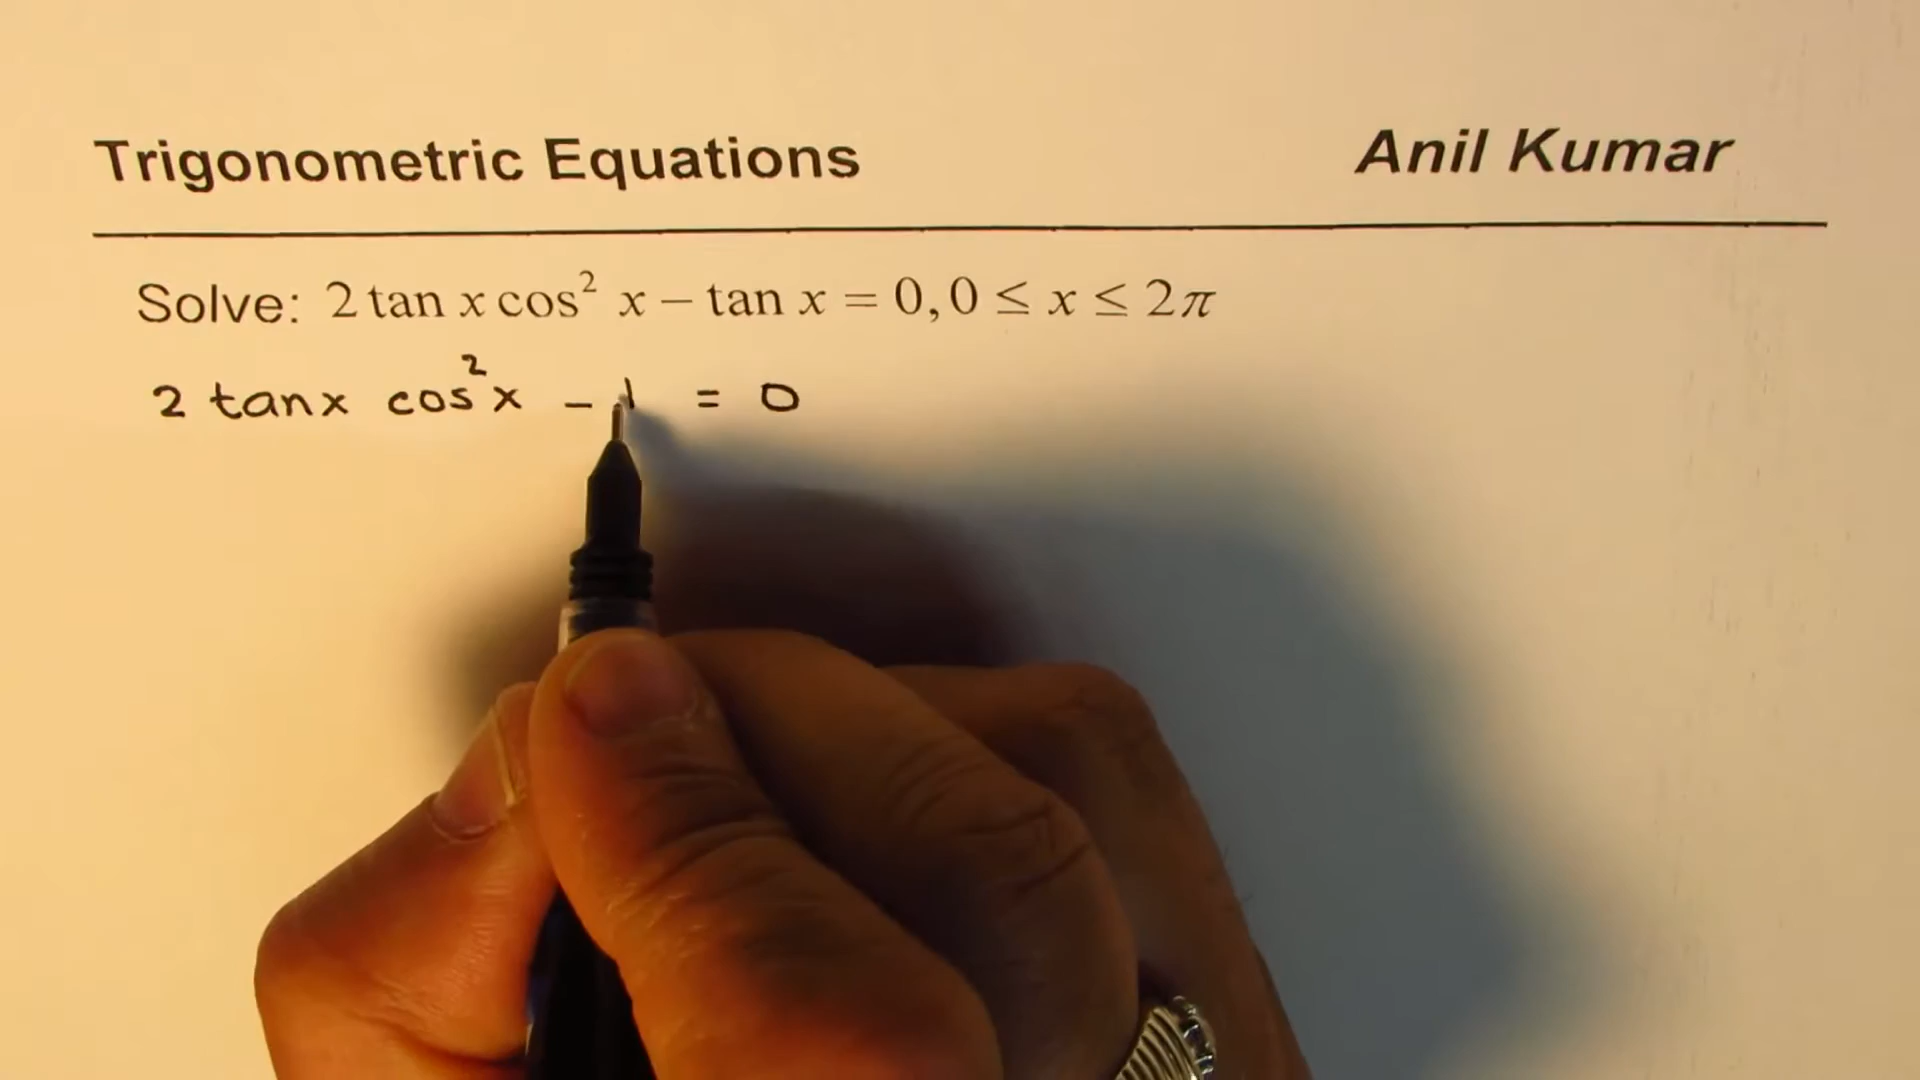 Trigonometric Equations Anil Kumar
Solve: 2 tan x cos² x − tan x = 0, 0 ≤ x ≤ 2π
2 tanx cos²x − 1 = 0